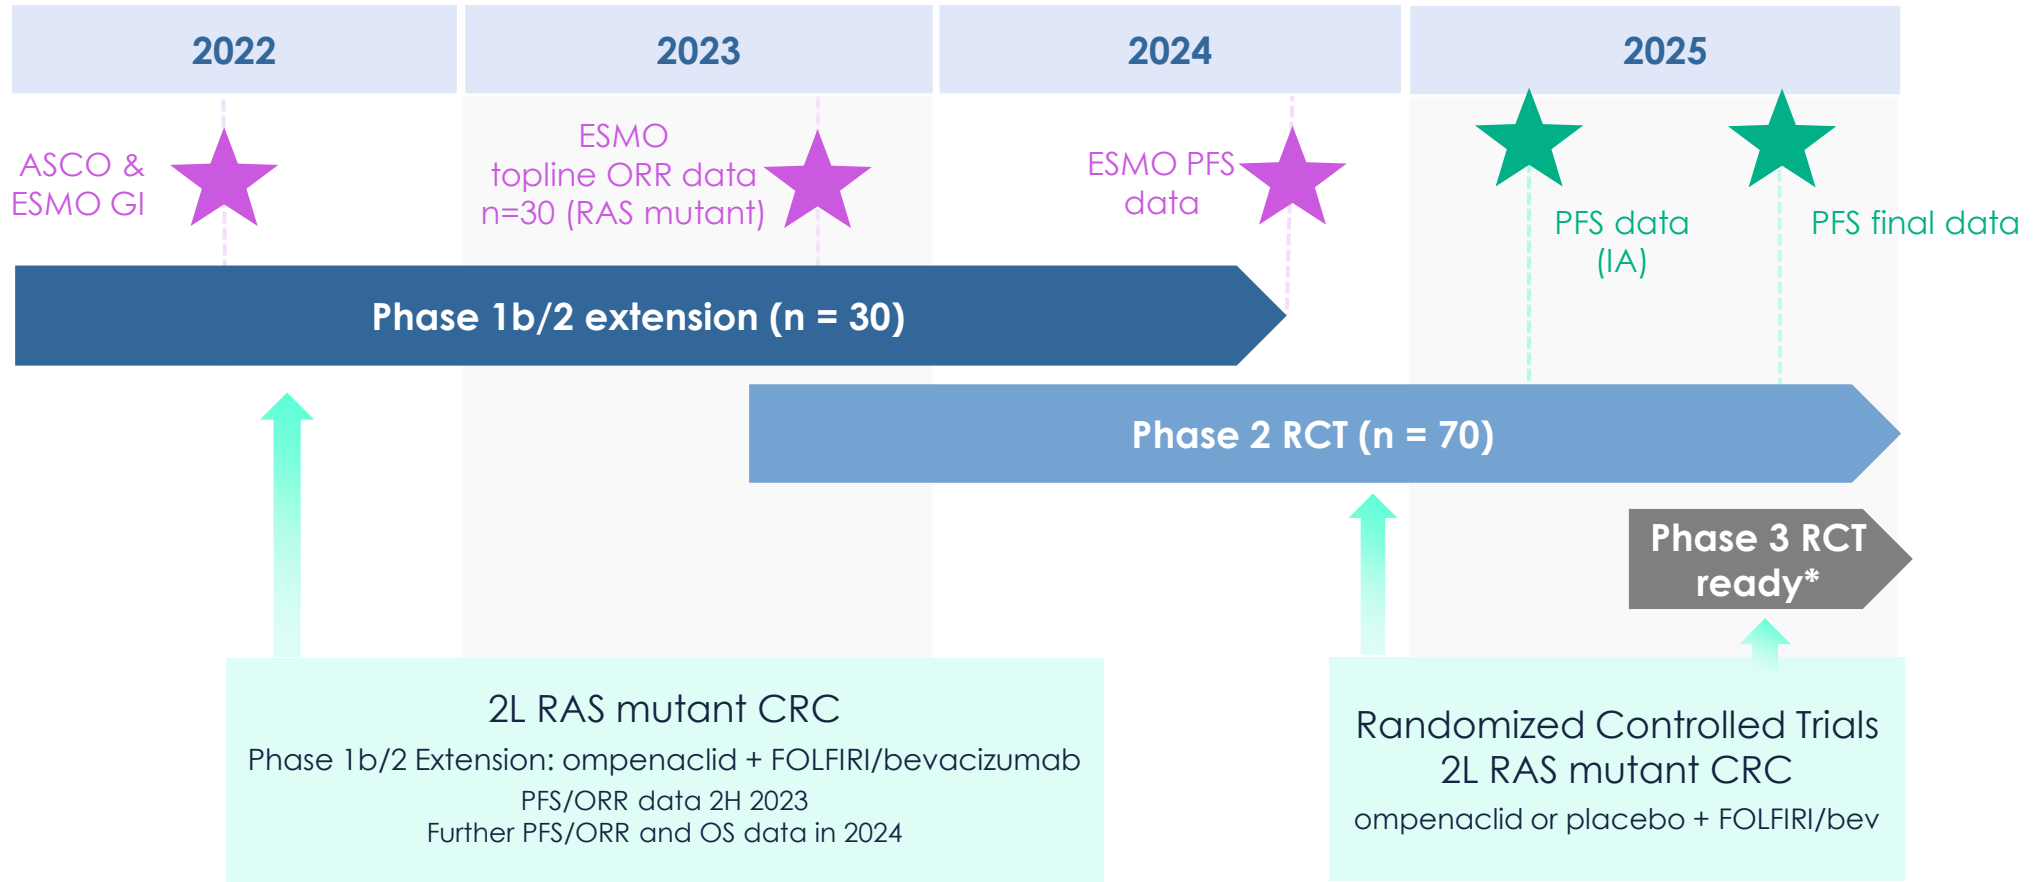 2022
2023
2024
2025
ASCO &
ESMO GI
ESMO
topline ORR data
n=30 (RAS mutant)
ESMO PFS
data
PFS data
(IA)
PFS final data
Phase 1b/2 extension (n = 30)
Phase 2 RCT (n = 70)
Phase 3 RCT
ready*
2L RAS mutant CRC
Phase 1b/2 Extension: ompenaclid + FOLFIRI/bevacizumab
PFS/ORR data 2H 2023
Further PFS/ORR and OS data in 2024
Randomized Controlled Trials
2L RAS mutant CRC
ompenaclid or placebo + FOLFIRI/bev